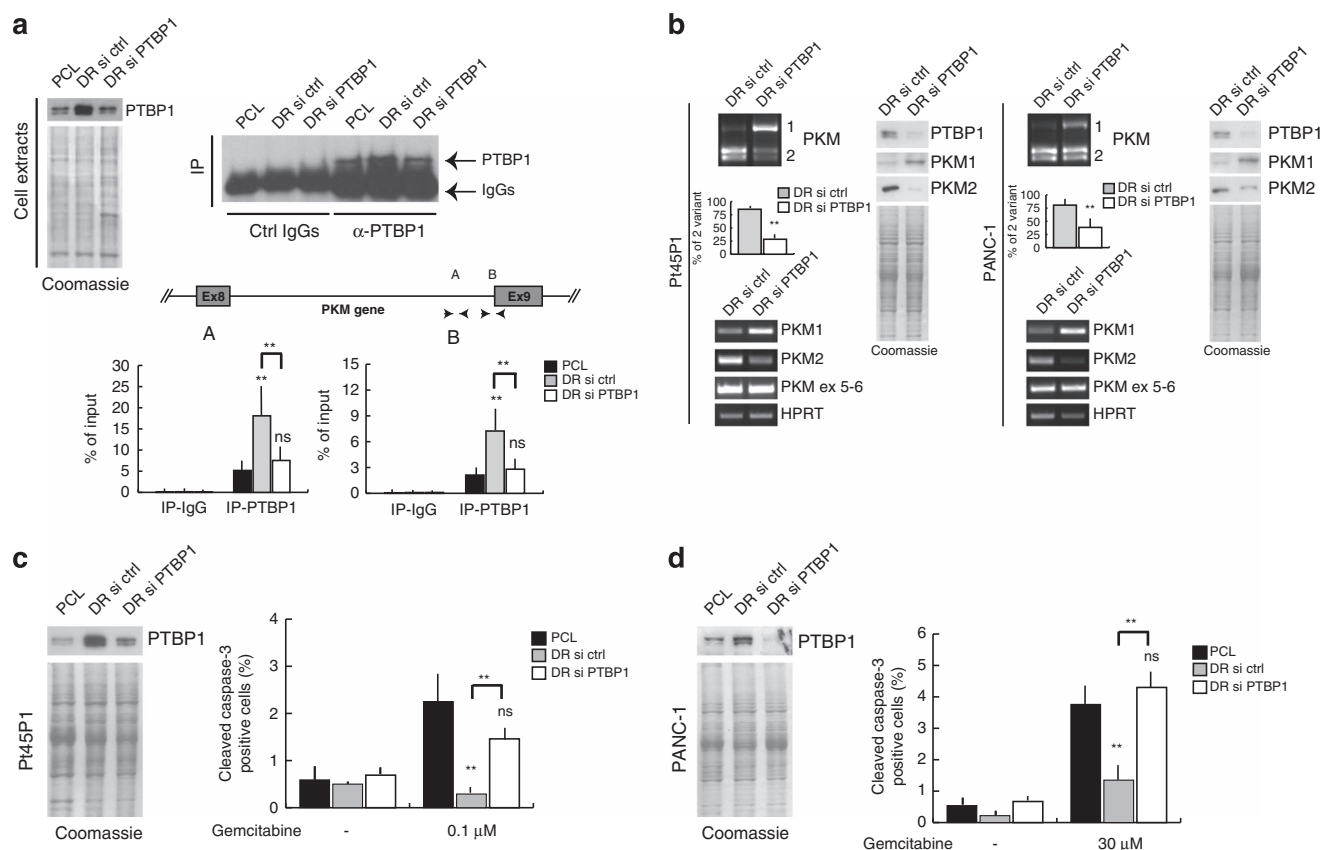 a
PCL
DR si ctrl
DR si PTBP1
PTBP1
Cell extracts
Coomassie
PCL
DR si ctrl
DR si PTBP1
PCL
DR si ctrl
DR si PTBP1
IP
PTBP1
IgGs
Ctrl IgGs
α-PTBP1
A
B
Ex8
Ex9
PKM gene
A
B
% of input
30
25
20
15
10
5
0
**
**
ns
IP-IgG
IP-PTBP1
% of input
15
12
9
6
3
0
**
**
ns
IP-IgG
IP-PTBP1
PCL
DR si ctrl
DR si PTBP1
b
Pt45P1
DR si ctrl
DR si PTBP1
1
2
PKM
DR si ctrl
DR si PTBP1
% of 2 variant
100
75
50
25
0
**
DR si ctrl
DR si PTBP1
PKM1
PKM2
PKM ex 5-6
HPRT
DR si ctrl
DR si PTBP1
PTBP1
PKM1
PKM2
Coomassie
PANC-1
DR si ctrl
DR si PTBP1
1
2
PKM
DR si ctrl
DR si PTBP1
% of 2 variant
100
75
50
25
0
**
DR si ctrl
DR si PTBP1
PKM1
PKM2
PKM ex 5-6
HPRT
DR si ctrl
DR si PTBP1
PTBP1
PKM1
PKM2
Coomassie
c
PCL
DR si ctrl
DR si PTBP1
PTBP1
Pt45P1
Coomassie
Cleaved caspase-3
positive cells (%)
4
3
2
1
0
**
**
ns
PCL
DR si ctrl
DR si PTBP1
Gemcitabine
-
0.1 µM
d
PCL
DR si ctrl
DR si PTBP1
PTBP1
PANC-1
Coomassie
Cleaved caspase-3
positive cells (%)
6
5
4
3
2
1
0
**
**
ns
PCL
DR si ctrl
DR si PTBP1
Gemcitabine
-
30 µM